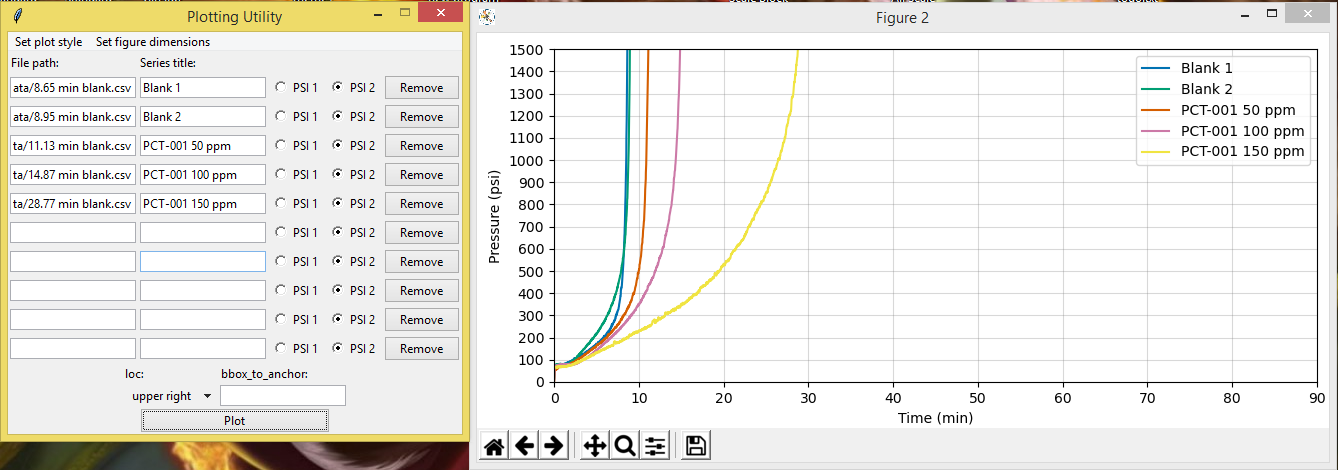 Plotting Utility
Set plot style Set figure dimensions
File path: Series title:
ata/8.65 min blank.csv Blank 1 PSI 1 PSI 2 Remove
ata/8.95 min blank.csv Blank 2 PSI 1 PSI 2 Remove
ta/11.13 min blank.csv PCT-001 50 ppm PSI 1 PSI 2 Remove
ta/14.87 min blank.csv PCT-001 100 ppm PSI 1 PSI 2 Remove
ta/28.77 min blank.csv PCT-001 150 ppm PSI 1 PSI 2 Remove
PSI 1 PSI 2 Remove
PSI 1 PSI 2 Remove
PSI 1 PSI 2 Remove
PSI 1 PSI 2 Remove
PSI 1 PSI 2 Remove
loc: bbox_to_anchor:
upper right
Plot
Figure 2
1500
1400
1300
1200
1100
1000
900
800
700
600
500
400
300
200
100
0
Pressure (psi)
Blank 1
Blank 2
PCT-001 50 ppm
PCT-001 100 ppm
PCT-001 150 ppm
0 10 20 30 40 50 60 70 80 90
Time (min)